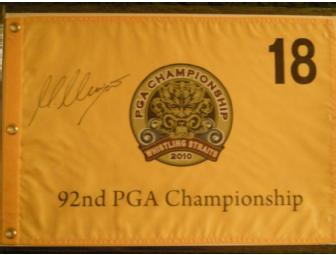 18
PGA CHAMPIONSHIP
WHISTLING STRAITS
2010
92nd PGA Championship